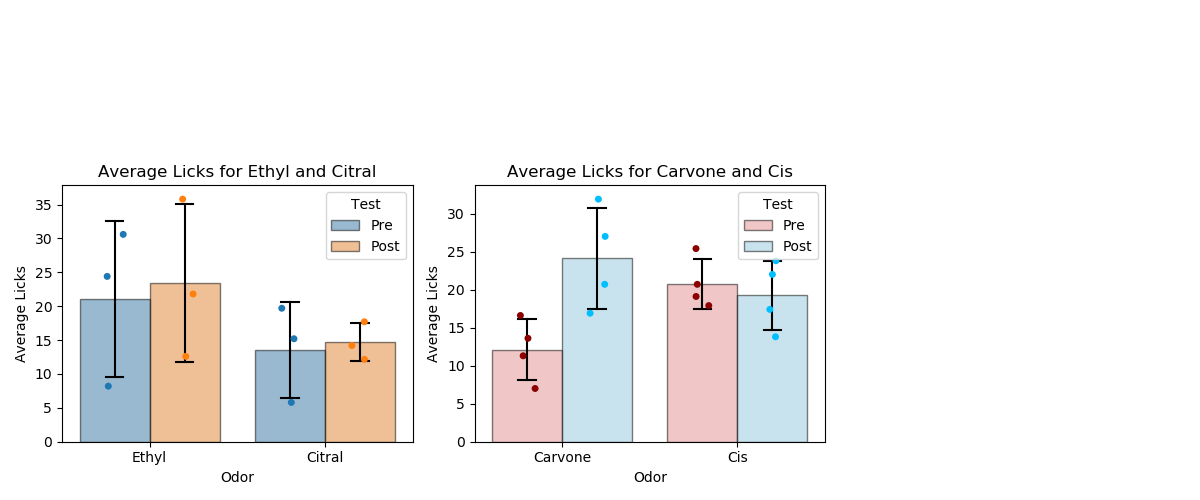 Average Licks for Ethyl and Citral
Average Licks
35
30
25
20
15
10
5
0
Test
Pre
Post
Ethyl
Citral
Odor
Average Licks for Carvone and Cis
Average Licks
30
25
20
15
10
5
0
Test
Pre
Post
Carvone
Cis
Odor